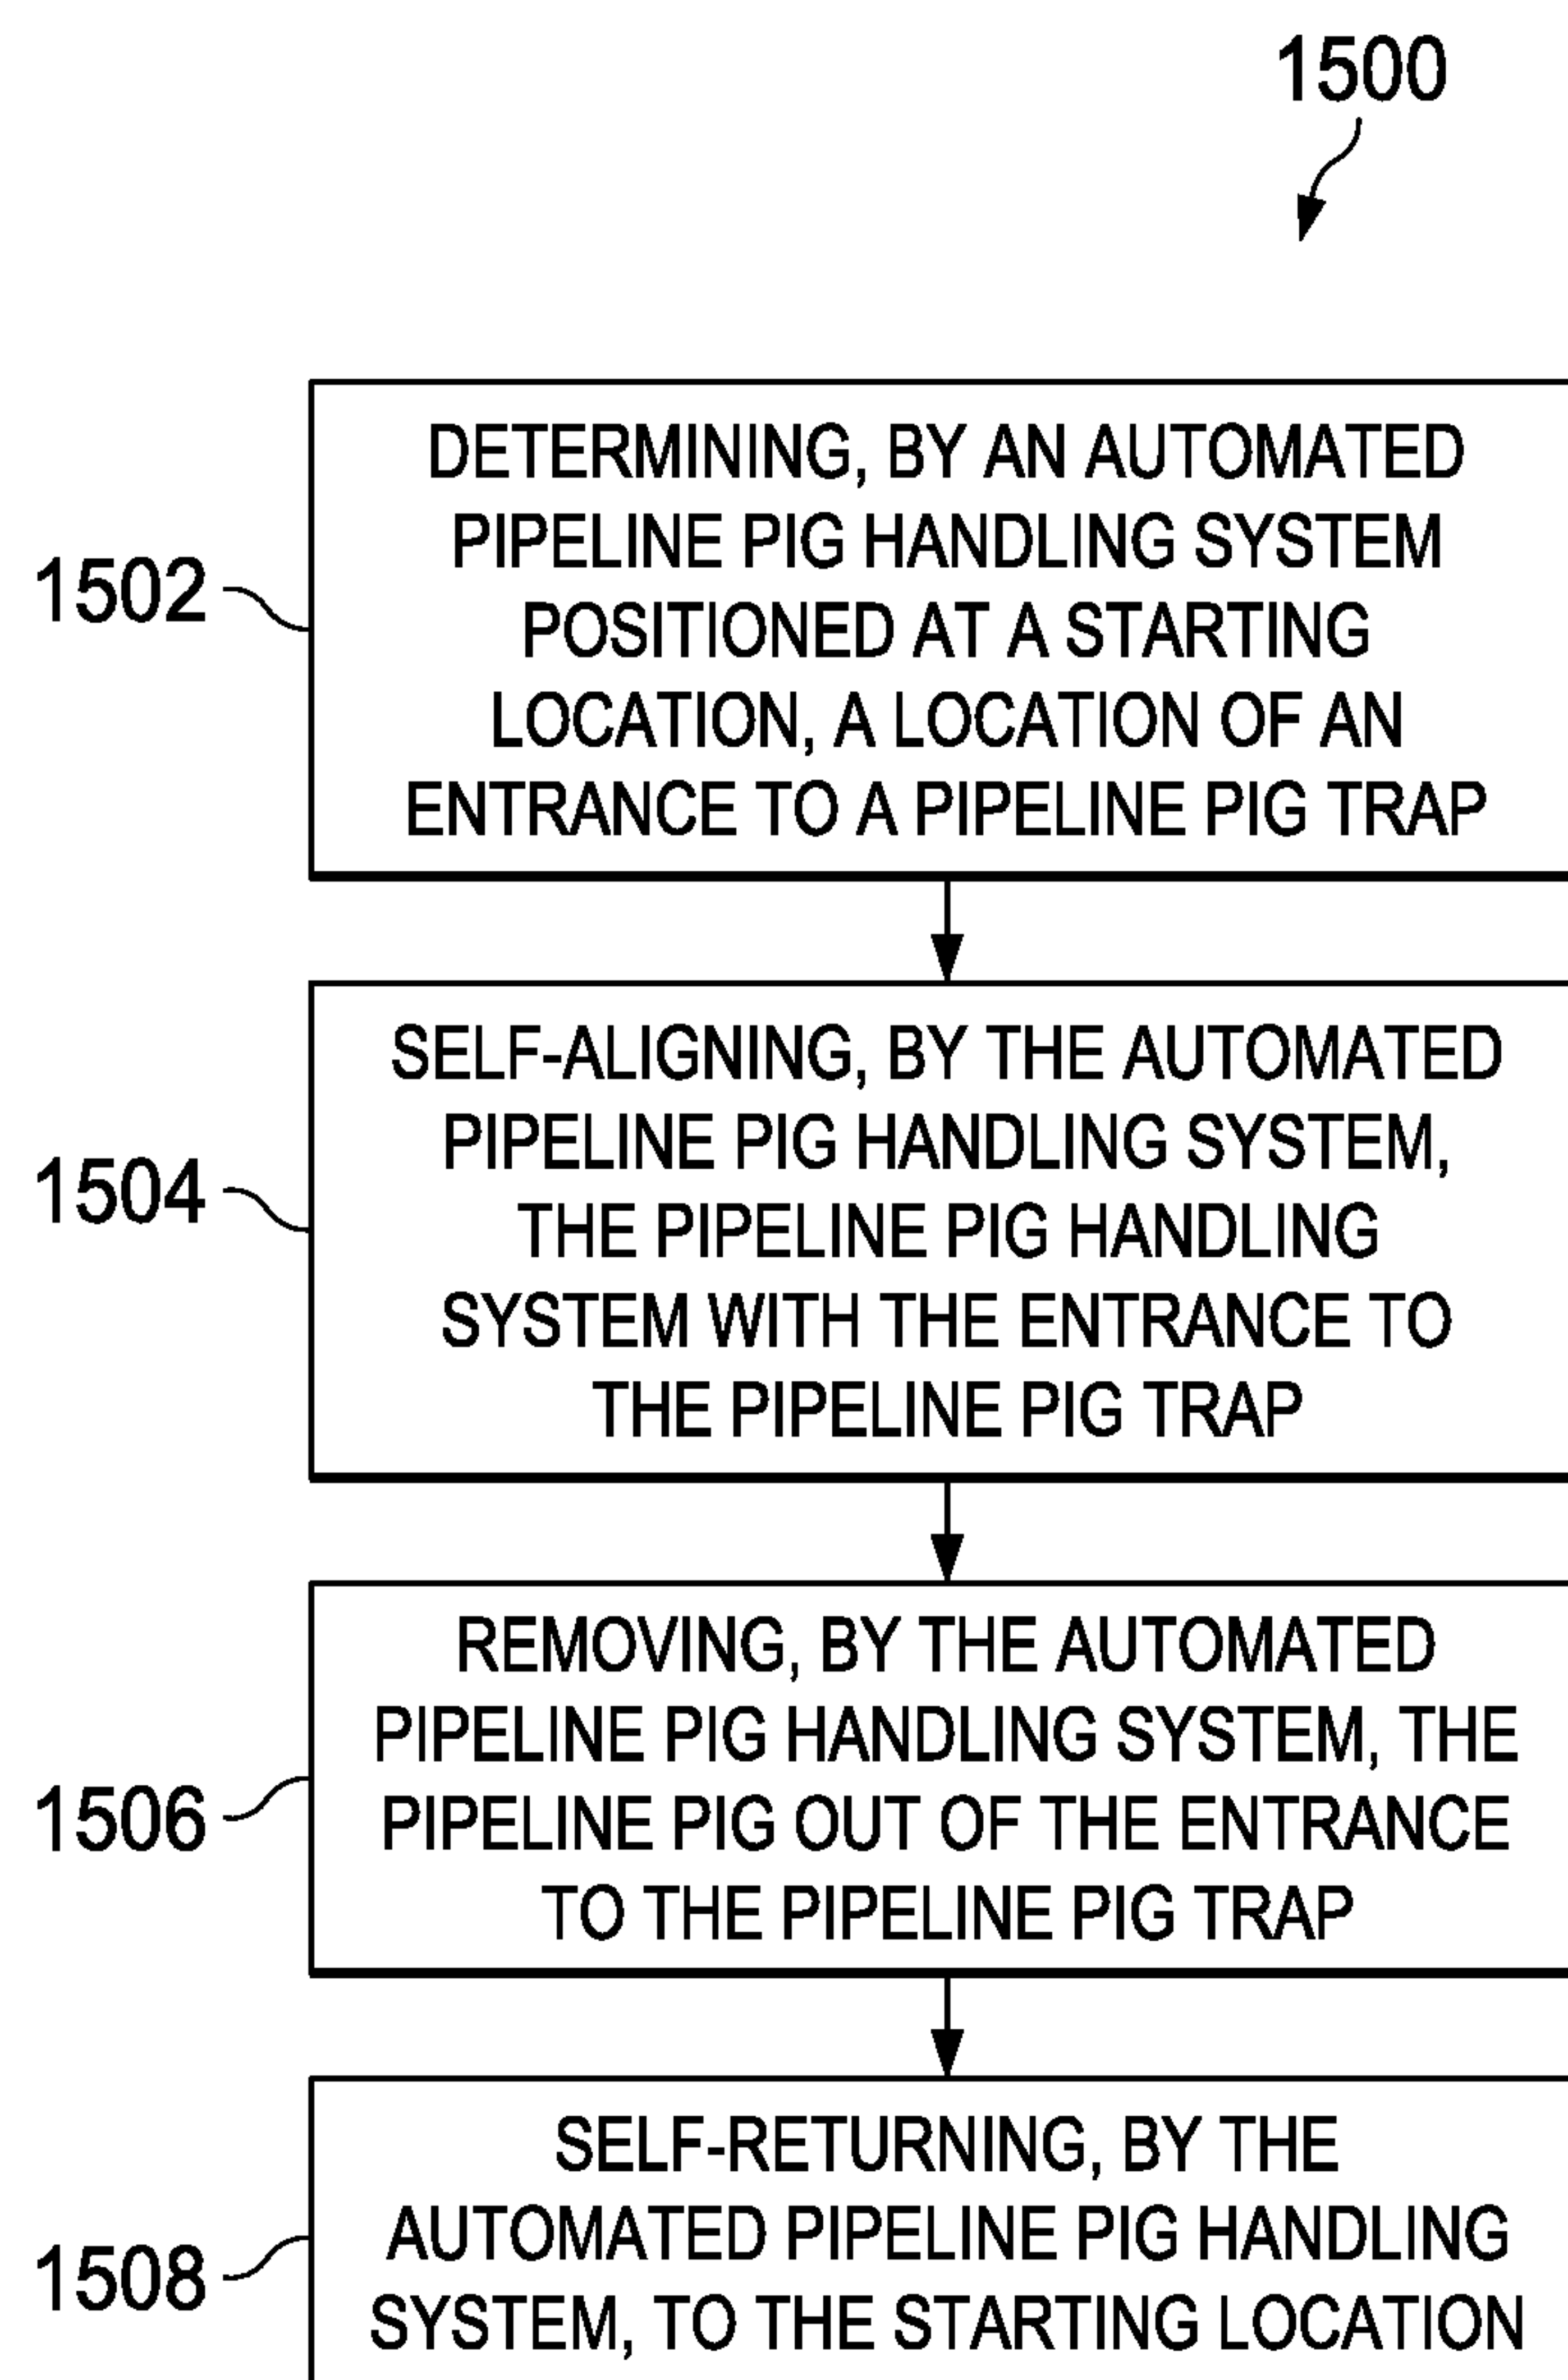 1500
1502
DETERMINING, BY AN AUTOMATED
PIPELINE PIG HANDLING SYSTEM
POSITIONED AT A STARTING
LOCATION, A LOCATION OF AN
ENTRANCE TO A PIPELINE PIG TRAP
1504
SELF-ALIGNING, BY THE AUTOMATED
PIPELINE PIG HANDLING SYSTEM,
THE PIPELINE PIG HANDLING
SYSTEM WITH THE ENTRANCE TO
THE PIPELINE PIG TRAP
1506
REMOVING, BY THE AUTOMATED
PIPELINE PIG HANDLING SYSTEM, THE
PIPELINE PIG OUT OF THE ENTRANCE
TO THE PIPELINE PIG TRAP
1508
SELF-RETURNING, BY THE
AUTOMATED PIPELINE PIG HANDLING
SYSTEM, TO THE STARTING LOCATION